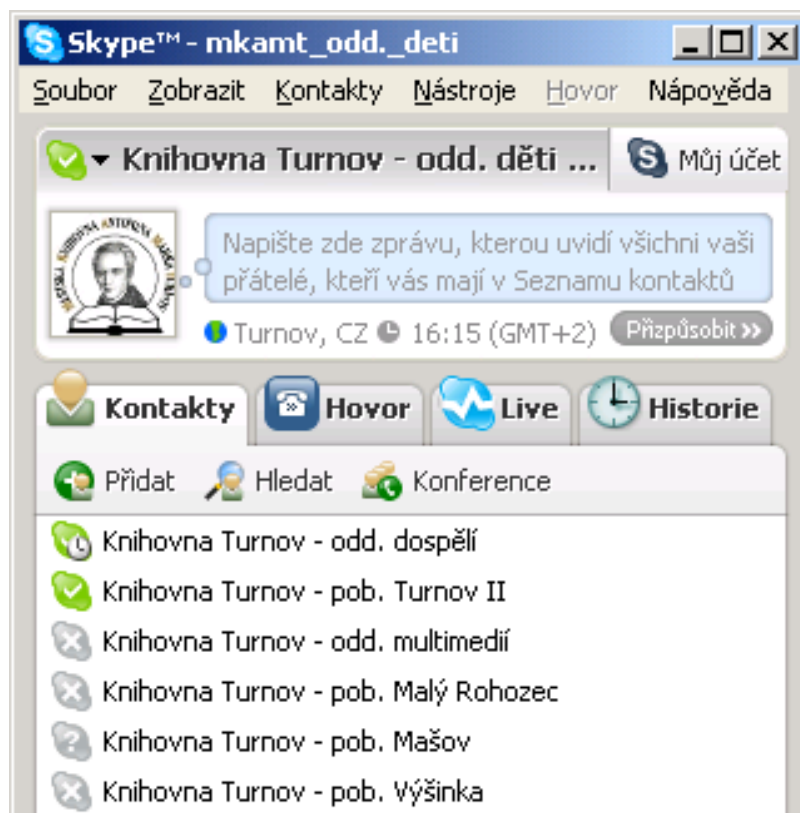 Skype™ - mkamt_odd._deti
Soubor Zobrazit Kontakty Nástroje Hovor Nápověda
Knihovna Turnov - odd. děti ... Můj účet
Napište zde zprávu, kterou uvidí všichni vaši
přátelé, kteří vás mají v Seznamu kontaktů
Turnov, CZ 16:15 (GMT+2) Přizpůsobit >>
Kontakty Hovor Live Historie
Přidat Hledat Konference
Knihovna Turnov - odd. dospělí
Knihovna Turnov - pob. Turnov II
Knihovna Turnov - odd. multimedií
Knihovna Turnov - pob. Malý Rohozec
Knihovna Turnov - pob. Mašov
Knihovna Turnov - pob. Výšinka